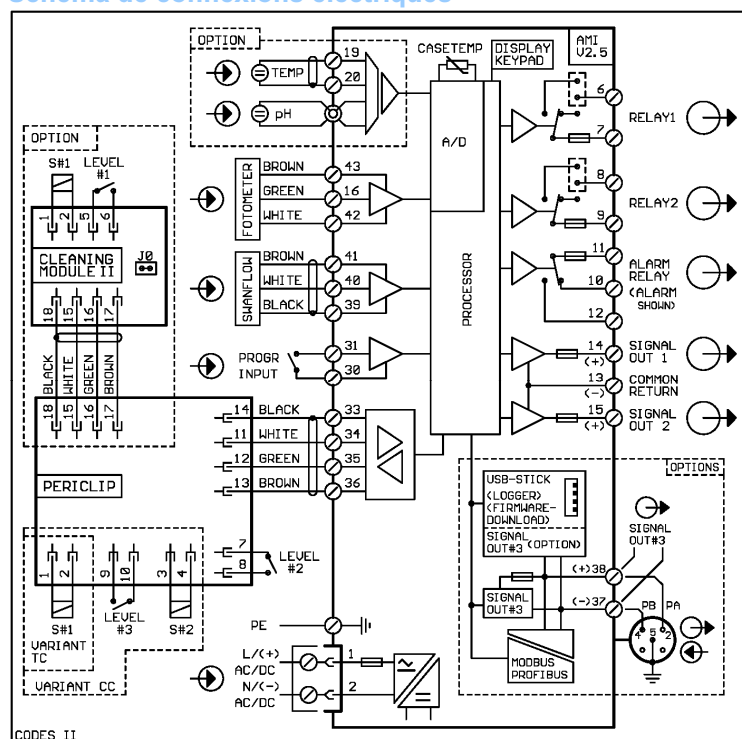 Schéma de connexions électriques
OPTION
19
TEMP
20
pH
CASETEMP
DISPLAY
KEYPAD
AMI
V2.5
A/D
PROCESSOR
6
RELAY1
7
8
RELAY2
9
11
ALARM
RELAY
10
(ALARM
SHOWN)
12
14
(+)
SIGNAL
OUT 1
13
(-)
COMMON
RETURN
15
(+)
SIGNAL
OUT 2
OPTION
S#1
LEVEL
#1
1
2
5
6
CLEANING
MODULE II
J0
18
15
16
17
BLACK
WHITE
GREEN
BROWN
18
15
16
17
FOTOMETER
BROWN
43
GREEN
16
WHITE
42
SWANFLOW
BROWN
41
WHITE
40
BLACK
39
PROGR
INPUT
31
30
14
BLACK
33
11
WHITE
34
12
GREEN
35
13
BROWN
36
PERICLIP
7
8
LEVEL
#2
1
2
9
10
3
4
S#1
LEVEL
#3
S#2
VARIANT
TC
VARIANT CC
PE
L/(+)
AC/DC
1
N/(-)
AC/DC
2
OPTIONS
USB-STICK
(LOGGER)
(FIRMWARE-
DOWNLOAD)
SIGNAL
OUT#3 (OPTION)
SIGNAL
OUT#3
SIGNAL
OUT#3
(+)38
(-)37
PB
PA
4
5
2
MODBUS
PROFIBUS
CODES II